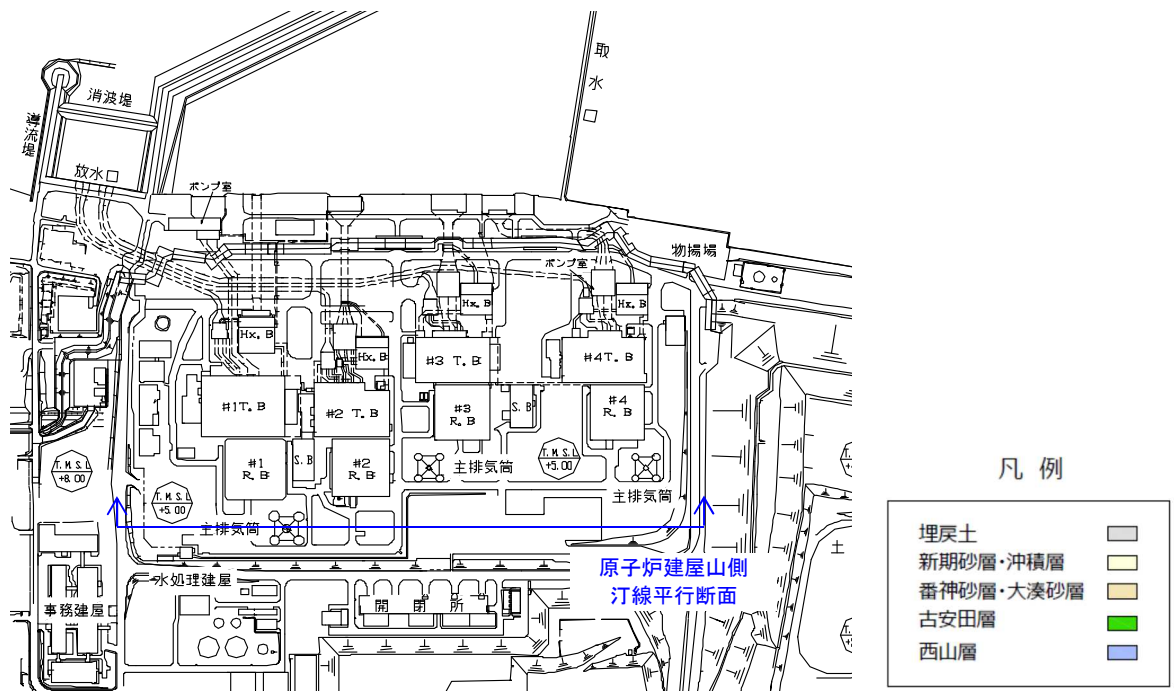 取水口
消波堤
導流堤
放水口
ポンプ室
物揚場
ポンプ室
Hx. B
Hx. B
Hx. B
Hx. B
#3 T. B
#4 T. B
#1 T. B
#2 T. B
#3
R. B
S. B
#4
R. B
#1
R. B
S. B
#2
R. B
主排気筒
T. M. S. L
+5.00
T. M. S. L
+8.00
T. M. S. L
+5.00
主排気筒
主排気筒
原子炉建屋山側
汀線平行断面
水処理建屋
事務建屋
開閉所
土
凡例
埋戻土
新期砂層・沖積層
番神砂層・大湊砂層
古安田層
西山層